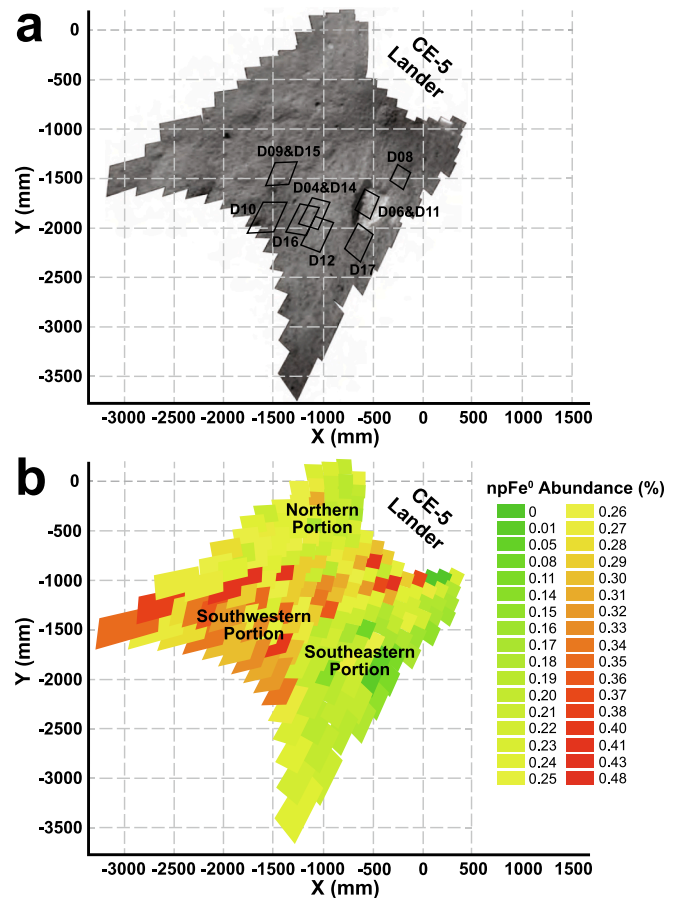 a
CE-5
Lander
D09&D15
D08
D04&D14
D10
D06&D11
D16
D12
D17
Y (mm)
0
-500
-1000
-1500
-2000
-2500
-3000
-3500
-3000 -2500 -2000 -1500 -1000 -500 0 500 1000 1500
X (mm)
b
npFe⁰ Abundance (%)
CE-5
Lander
Northern
Portion
Southwestern
Portion
Southeastern
Portion
Y (mm)
0
-500
-1000
-1500
-2000
-2500
-3000
-3500
0 0.26
0.01 0.27
0.05 0.28
0.08 0.29
0.11 0.30
0.14 0.31
0.15 0.32
0.16 0.33
0.17 0.34
0.18 0.35
0.19 0.36
0.20 0.37
0.21 0.38
0.22 0.40
0.23 0.41
0.24 0.43
0.25 0.48
-3000 -2500 -2000 -1500 -1000 -500 0 500 1000 1500
X (mm)